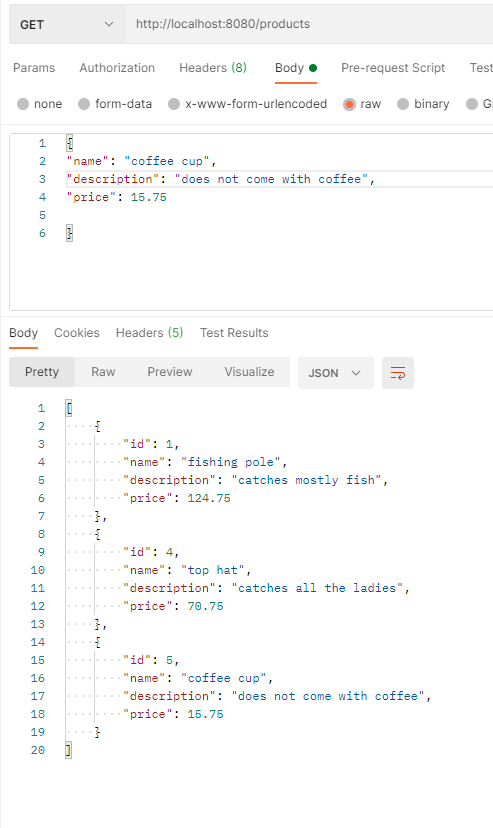 GET http://localhost:8080/products
Params Authorization Headers (8) Body Pre-request Script Test
none form-data x-www-form-urlencoded raw binary G
1 {
2 "name": "coffee cup",
3 "description": "does not come with coffee",
4 "price": 15.75
5
6 }
Body Cookies Headers (5) Test Results
Pretty Raw Preview Visualize JSON
1 [
2 {
3 "id": 1,
4 "name": "fishing pole",
5 "description": "catches mostly fish",
6 "price": 124.75
7 },
8 {
9 "id": 4,
10 "name": "top hat",
11 "description": "catches all the ladies",
12 "price": 70.75
13 },
14 {
15 "id": 5,
16 "name": "coffee cup",
17 "description": "does not come with coffee",
18 "price": 15.75
19 }
20 ]